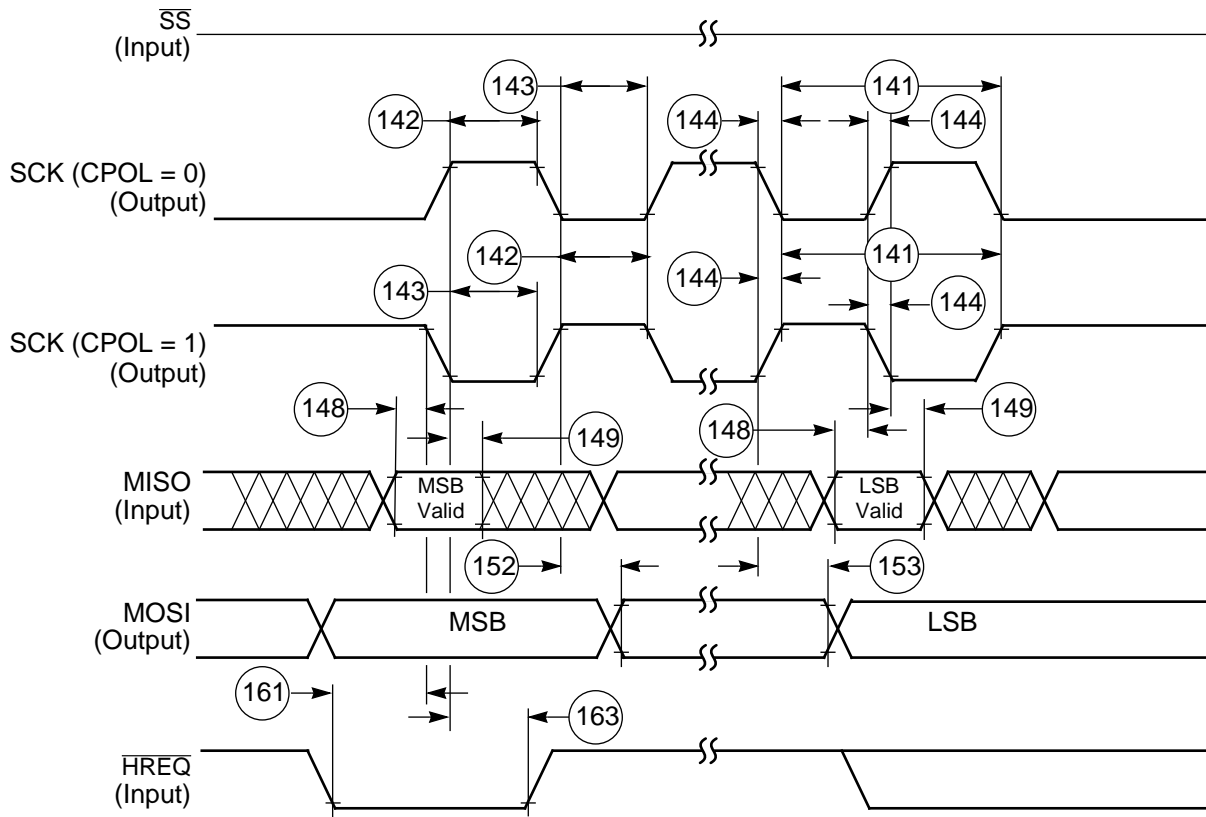 SS
(Input)
143
141
142
144
144
SCK (CPOL = 0)
(Output)
142
141
143
144
144
SCK (CPOL = 1)
(Output)
148
149
148
149
MISO
(Input)
MSB
Valid
LSB
Valid
152
153
MOSI
(Output)
MSB
LSB
161
163
HREQ
(Input)